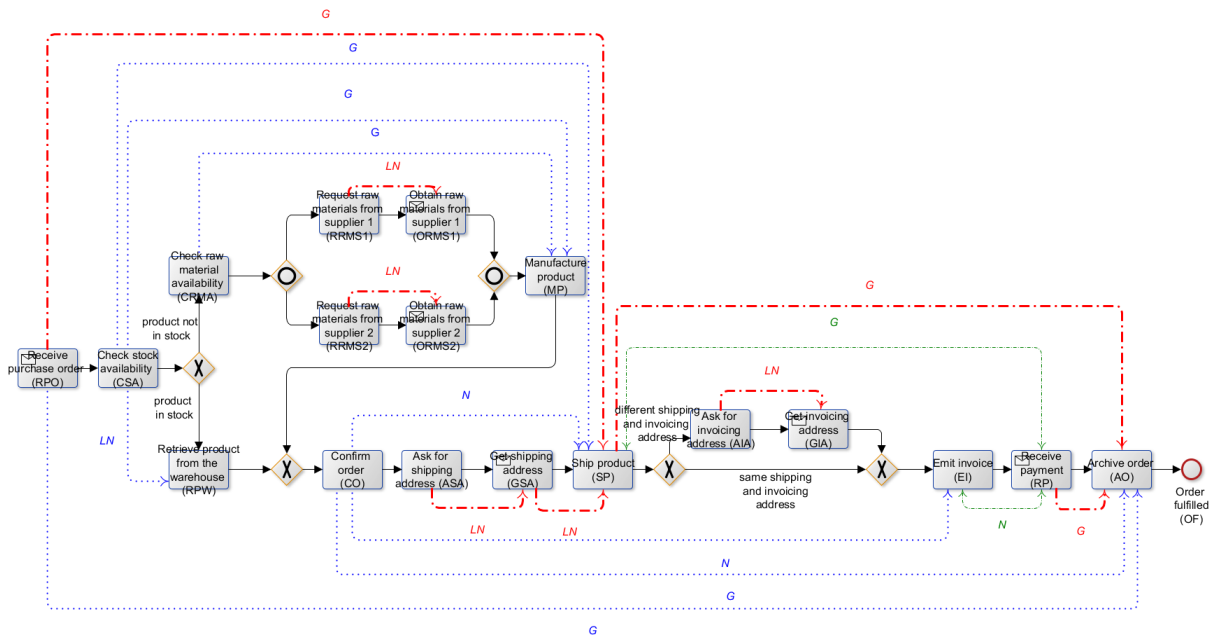 G
G
G
G
LN
Request raw
materials from
supplier 1
(RRMS1)
Obtain raw
materials from
supplier 1
(ORMS1)
Check raw
material
availability
(CRMA)
Manufacture
product
(MP)
LN
Request raw
materials from
supplier 2
(RRMS2)
Obtain raw
materials from
supplier 2
(ORMS2)
G
G
product not
in stock
Receive
purchase order
(RPO)
Check stock
availability
(CSA)
product
in stock
LN
N
LN
different shipping
and invoicing
address
Ask for
invoicing
address (AIA)
Get invoicing
address
(GIA)
LN
Retrieve product
from the
warehouse
(RPW)
Confirm
order
(CO)
Ask for
shipping
address (ASA)
Get shipping
address
(GSA)
Ship product
(SP)
same shipping
and invoicing
address
Emit invoice
(EI)
Receive
payment
(RP)
Archive order
(AO)
Order
fulfilled
(OF)
LN
N
G
N
G
G